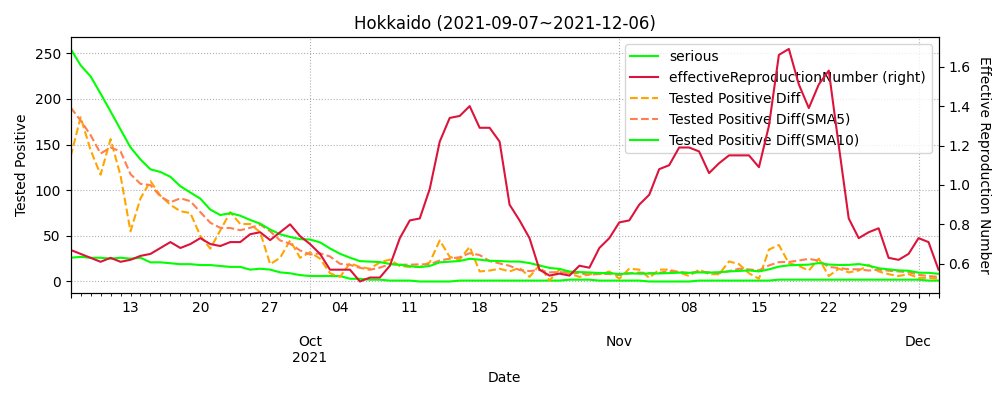 Hokkaido (2021-09-07~2021-12-06)
250
200
150
100
50
0
Tested Positive
serious
effectiveReproductionNumber (right)
Tested Positive Diff
Tested Positive Diff(SMA5)
Tested Positive Diff(SMA10)
1.6
1.4
1.2
1.0
0.8
0.6
Effective Reproduction Number
13 20 27 04 11 18 25 08 15 22 29
Oct Nov Dec
2021
Date